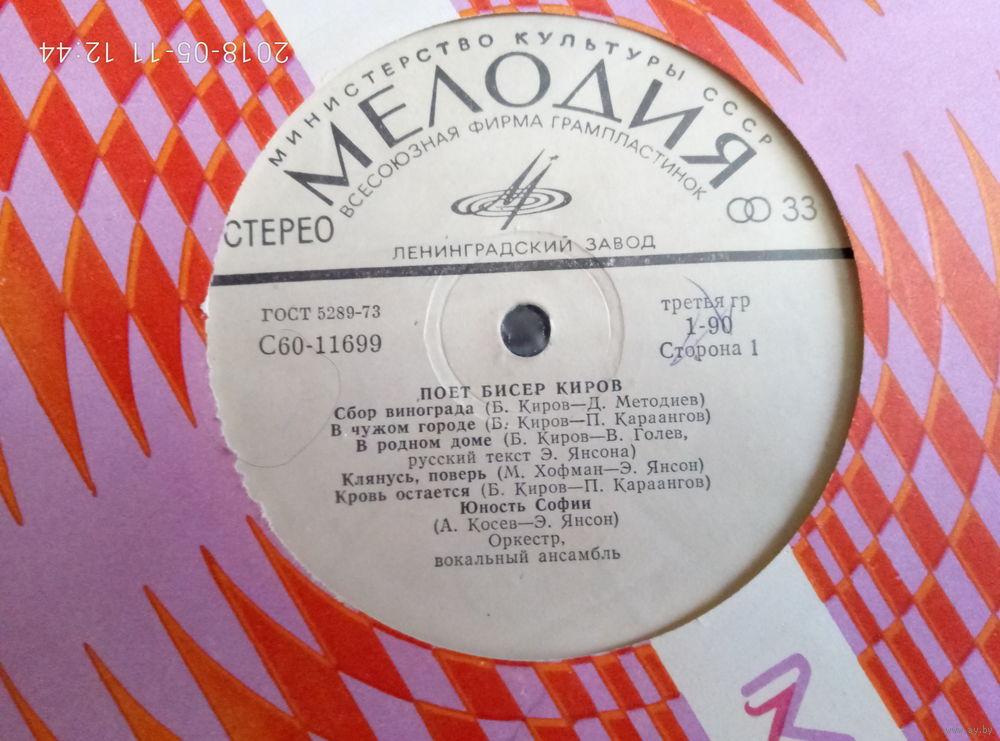 2018-05-11 12:44
МИНИСТЕРСТВО КУЛЬТУРЫ СССР
МЕЛОДИЯ
ВСЕСОЮЗНАЯ ФИРМА ГРАМПЛАСТИНОК
СТЕРЕО
33
ЛЕНИНГРАДСКИЙ ЗАВОД
ГОСТ 5289-73
третья гр
С60-11699
1-90
Сторона 1
ПОЕТ БИСЕР КИРОВ
Сбор винограда (Б. Киров—Д. Методиев)
В чужом городе (Б. Киров—П. Караангов)
В родном доме (Б. Киров—В. Голев,
русский текст Э. Янсона)
Клянусь, поверь (М. Хофман—Э. Янсон)
Кровь остается (Б. Киров—П. Караангов)
Юность Софии
(А. Косев—Э. Янсон)
Оркестр,
вокальный ансамбль
www.ay.by